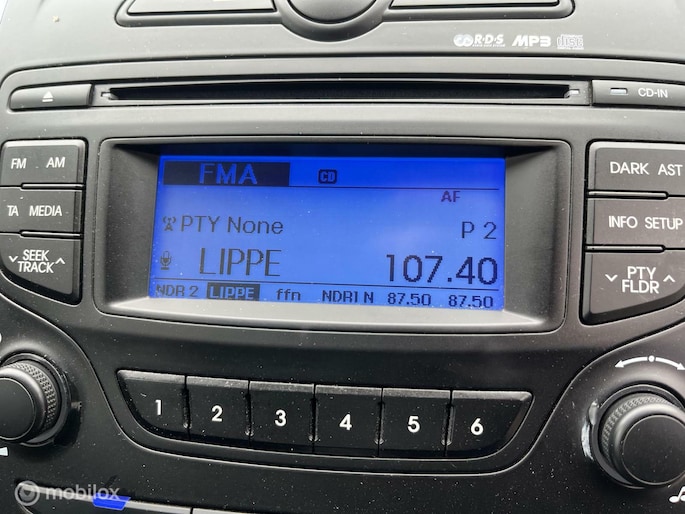 R·D·S MP3
CD-IN
FM AM
TA MEDIA
SEEK
TRACK
FMA CD
AF
PTY None P 2
LIPPE 107.40
NDR 2 LIPPE ffn NDR1 N 87.50 87.50
DARK AST
INFO SETUP
PTY
FLDR
1 2 3 4 5 6
© mobilox